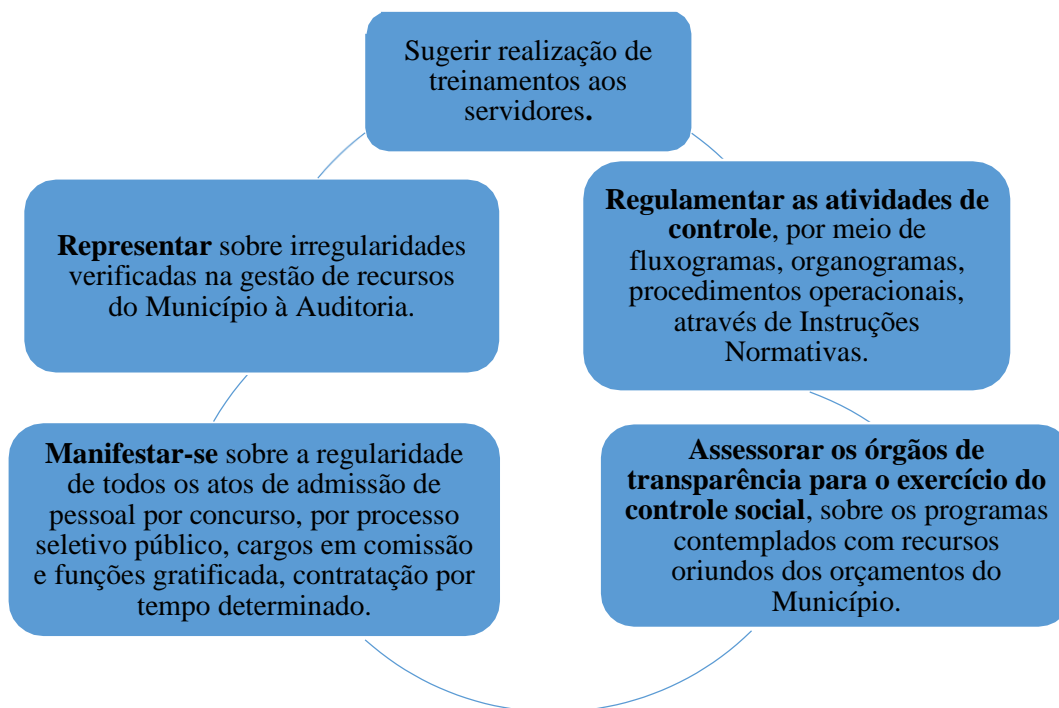 Sugerir realização de
treinamentos aos
servidores.
Regulamentar as atividades de
controle, por meio de
fluxogramas, organogramas,
procedimentos operacionais,
através de Instruções
Normativas.
Assessorar os órgãos de
transparência para o exercício do
controle social, sobre os programas
contemplados com recursos
oriundos dos orçamentos do
Município.
Manifestar-se sobre a regularidade
de todos os atos de admissão de
pessoal por concurso, por processo
seletivo público, cargos em comissão
e funções gratificada, contratação por
tempo determinado.
Representar sobre irregularidades
verificadas na gestão de recursos
do Município à Auditoria.